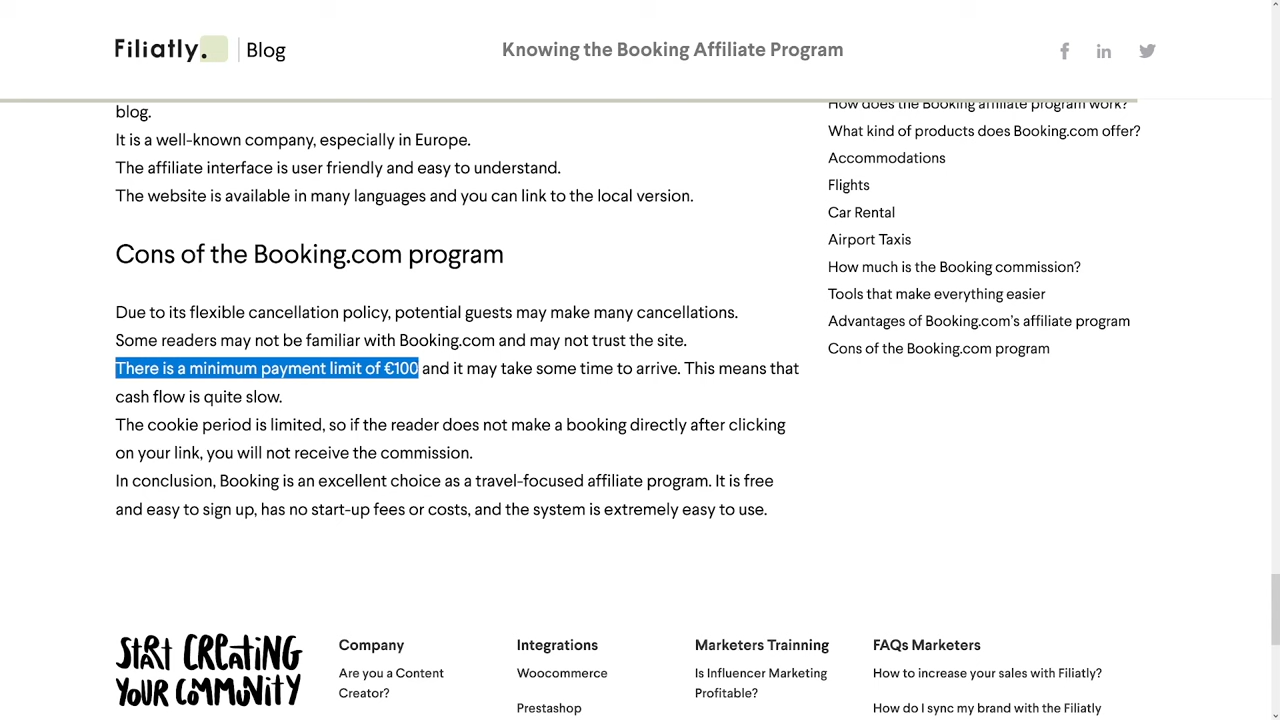 Filiatly. Blog
Knowing the Booking Affiliate Program
blog.
It is a well-known company, especially in Europe.
The affiliate interface is user friendly and easy to understand.
The website is available in many languages and you can link to the local version.
Cons of the Booking.com program
Due to its flexible cancellation policy, potential guests may make many cancellations.
Some readers may not be familiar with Booking.com and may not trust the site.
There is a minimum payment limit of €100 and it may take some time to arrive. This means that
cash flow is quite slow.
The cookie period is limited, so if the reader does not make a booking directly after clicking
on your link, you will not receive the commission.
In conclusion, Booking is an excellent choice as a travel-focused affiliate program. It is free
and easy to sign up, has no start-up fees or costs, and the system is extremely easy to use.
How does the Booking affiliate program work?
What kind of products does Booking.com offer?
Accommodations
Flights
Car Rental
Airport Taxis
How much is the Booking commission?
Tools that make everything easier
Advantages of Booking.com's affiliate program
Cons of the Booking.com program
START CREATING
YOUR COMMUNITY
Company
Are you a Content
Creator?
Integrations
Woocommerce
Prestashop
Marketers Trainning
Is Influencer Marketing
Profitable?
FAQs Marketers
How to increase your sales with Filiatly?
How do I sync my brand with the Filiatly